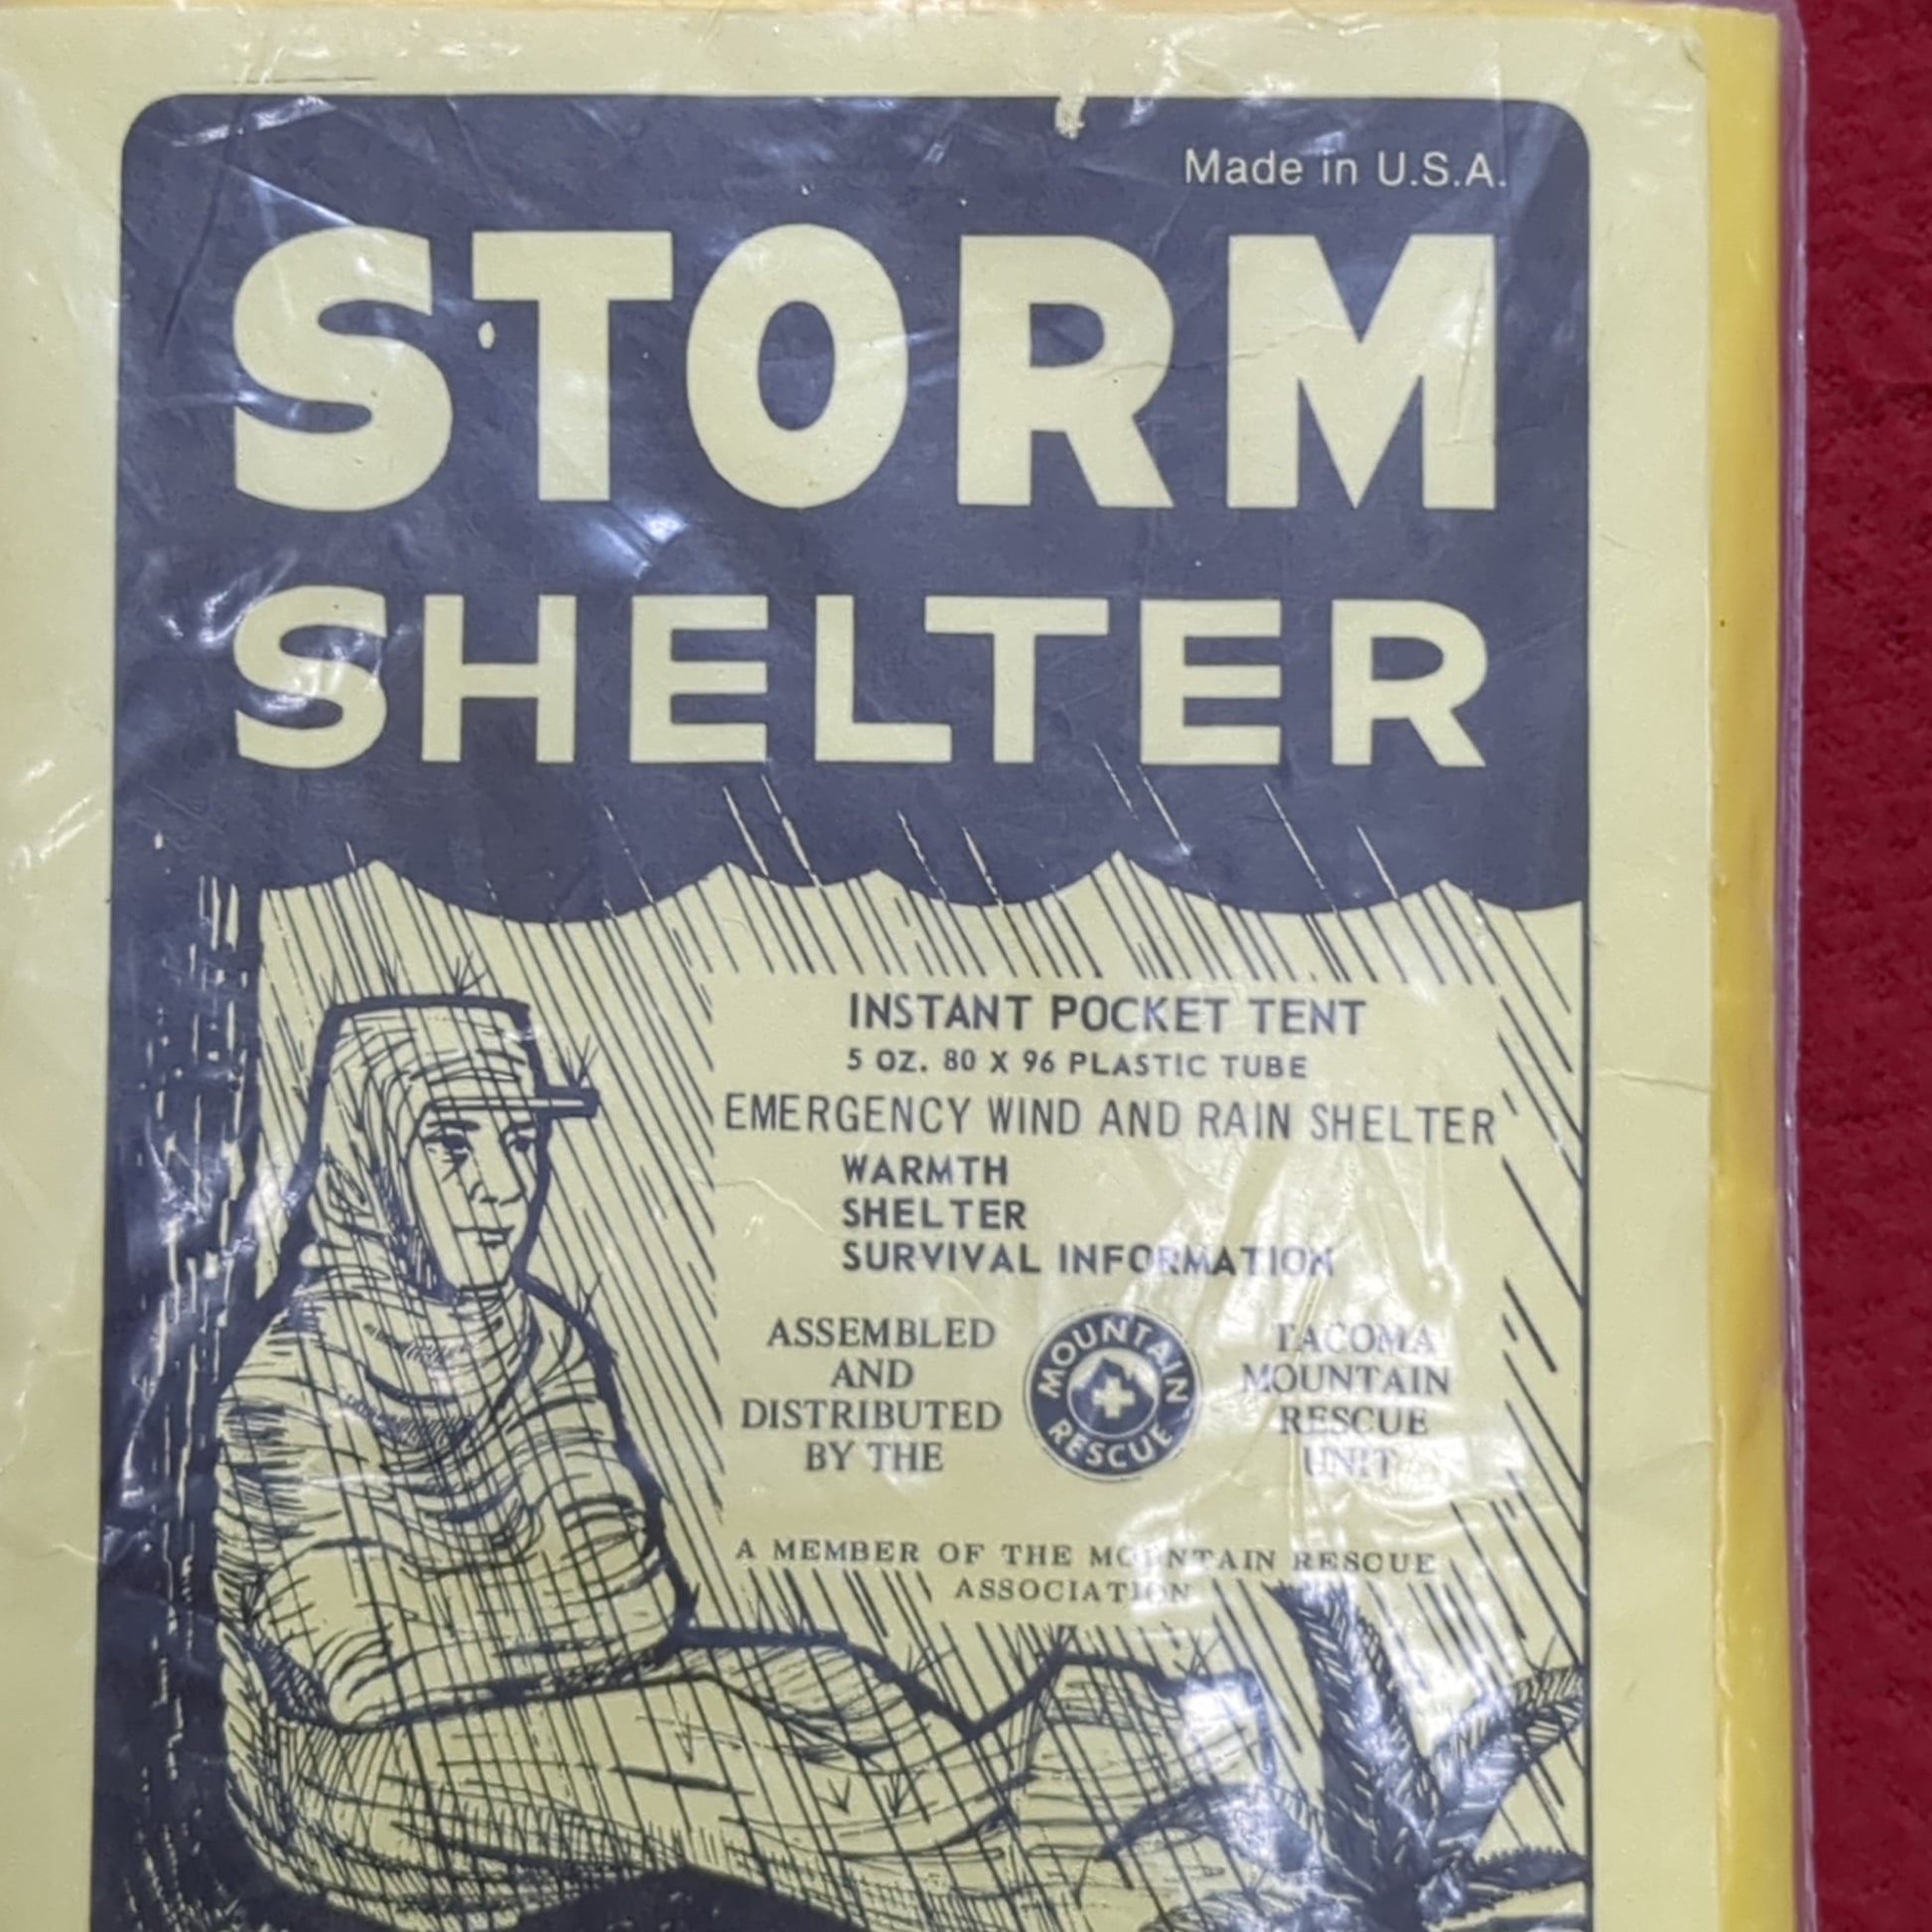 Made in U.S.A.
STORM
SHELTER
INSTANT POCKET TENT
5 OZ. 80 X 96 PLASTIC TUBE
EMERGENCY WIND AND RAIN SHELTER
WARMTH
SHELTER
SURVIVAL INFORMATION
ASSEMBLED
AND
DISTRIBUTED
BY THE
MOUNTAIN
RESCUE
TACOMA
MOUNTAIN
RESCUE
UNIT
A MEMBER OF THE MOUNTAIN RESCUE
ASSOCIATION